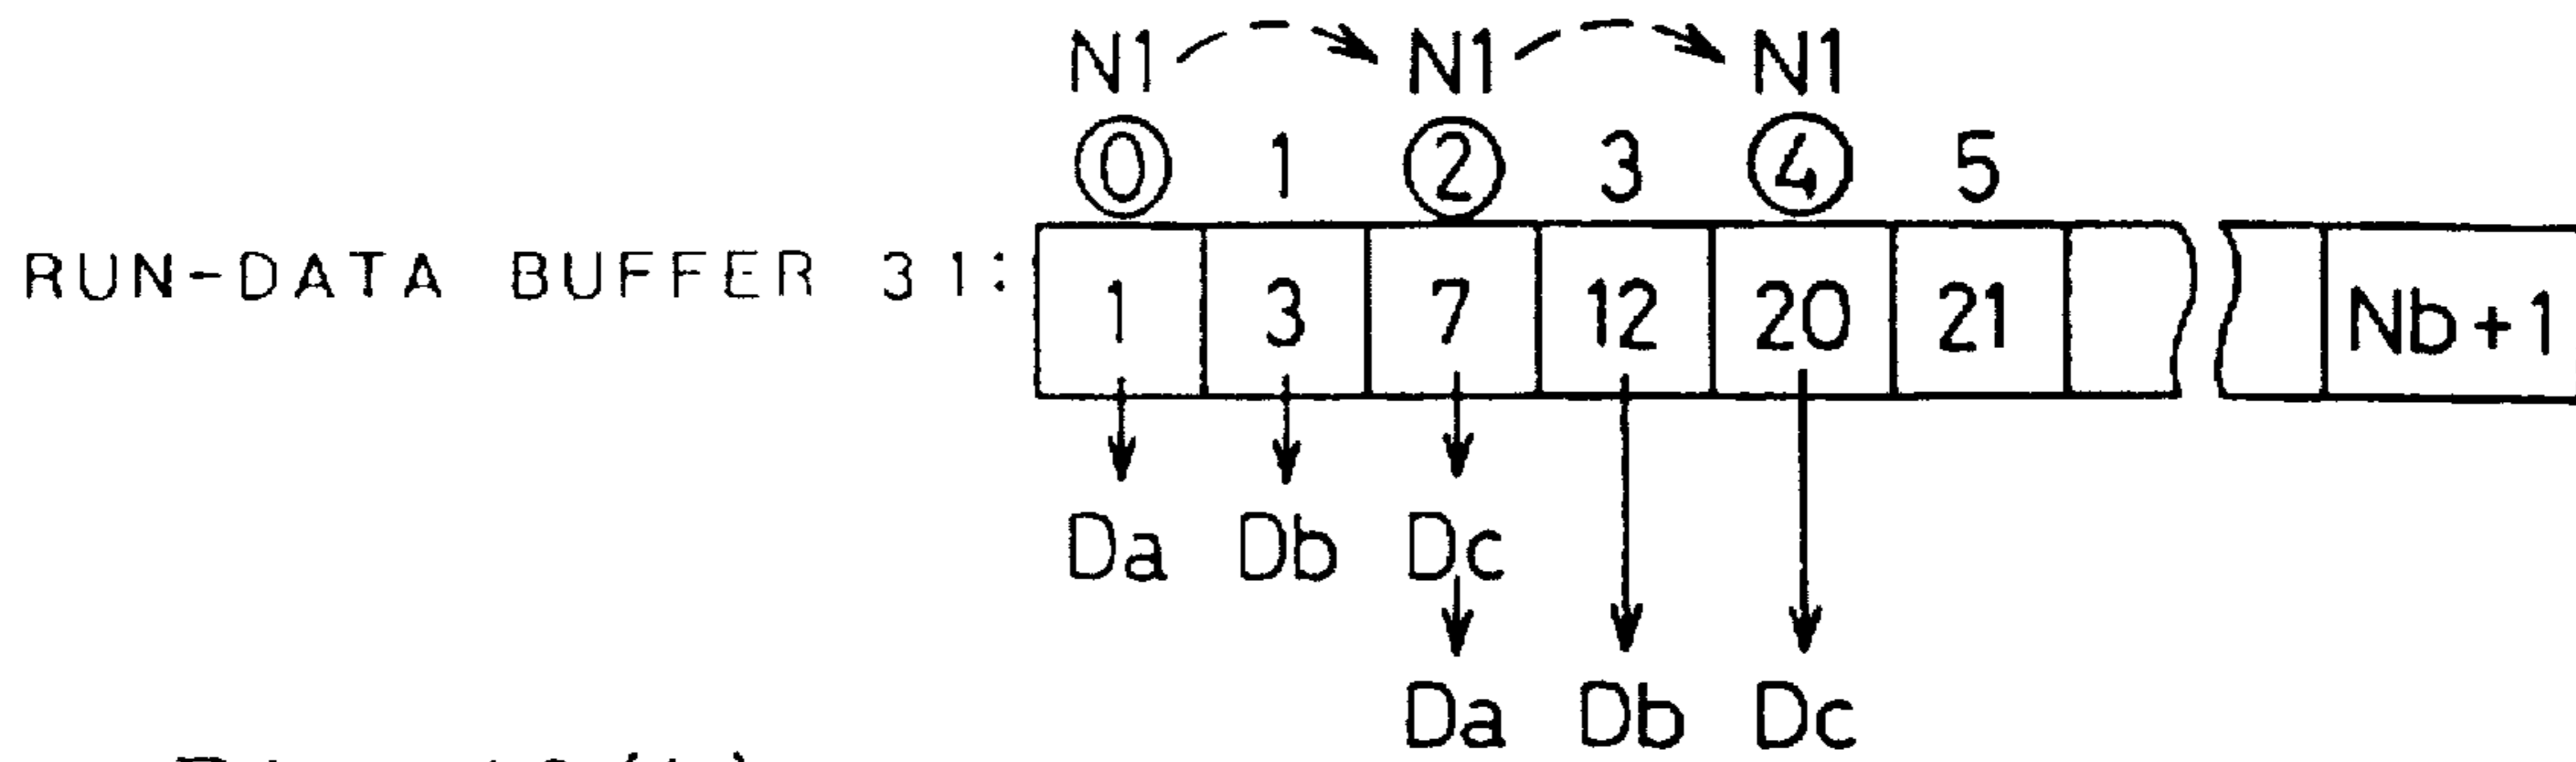 N1 N1 N1
0 1 2 3 4 5
RUN-DATA BUFFER 31: 1 3 7 12 20 21 Nb+1
Da Db Dc
Da Db Dc